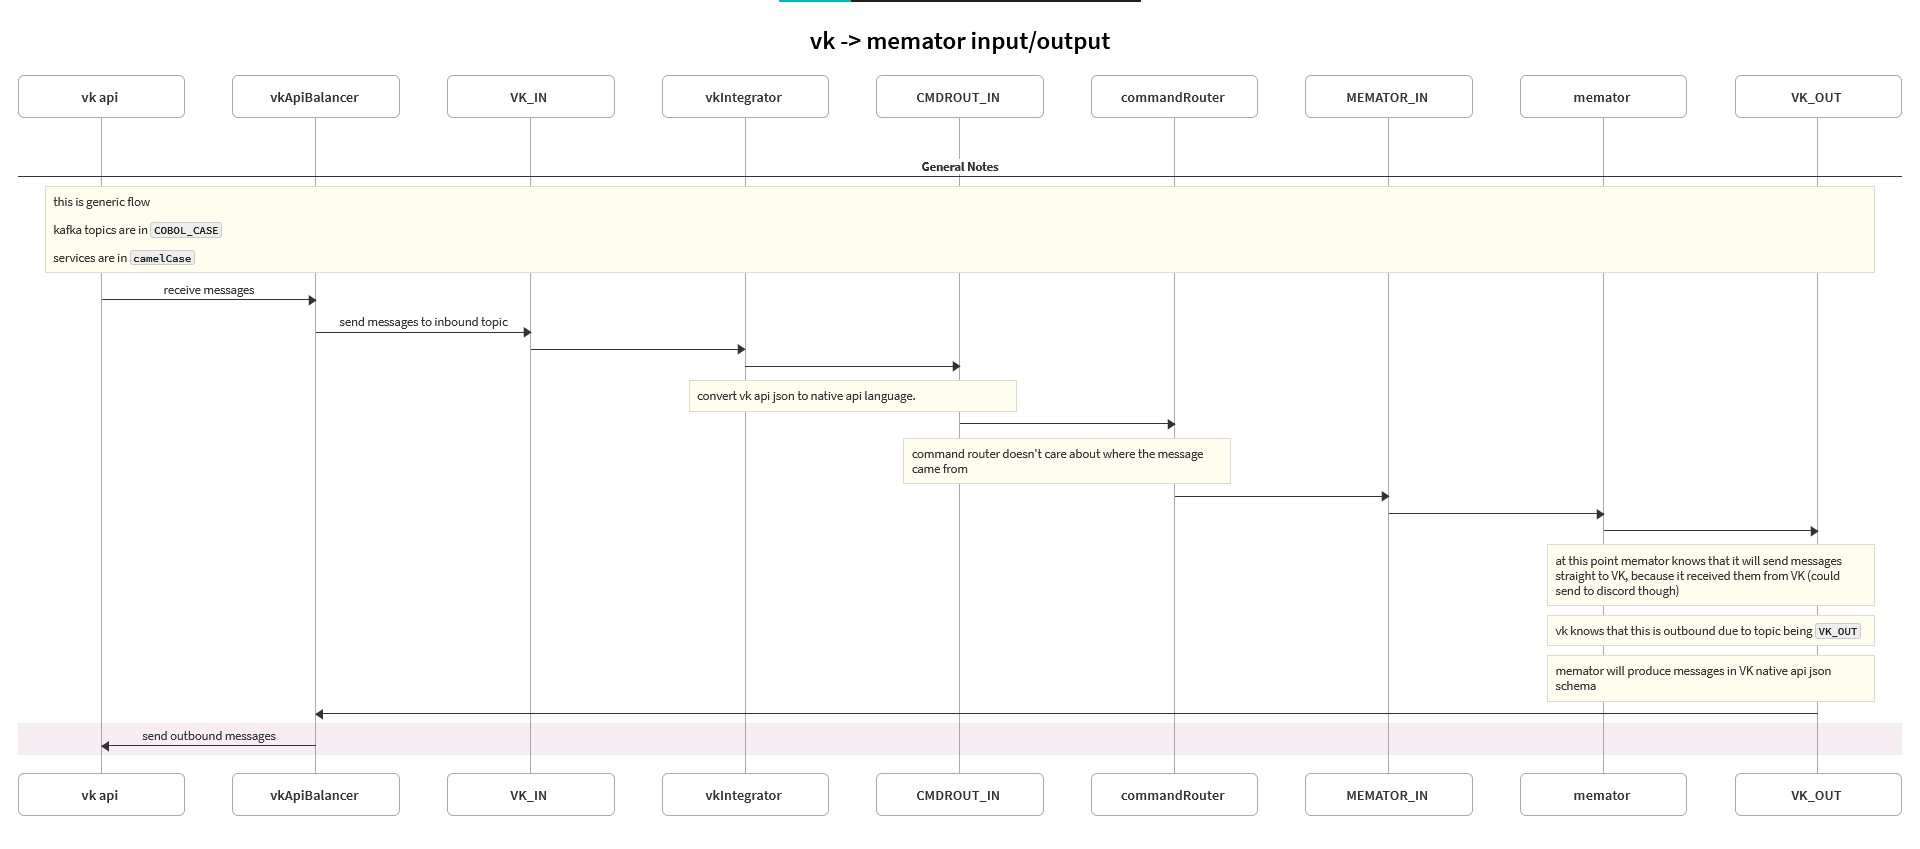 vk -> memator input/output
vk api
vkApiBalancer
VK_IN
vkIntegrator
CMDROUT_IN
commandRouter
MEMATOR_IN
memator
VK_OUT
General Notes
this is generic flow
kafka topics are in COBOL_CASE
services are in camelCase
receive messages
send messages to inbound topic
convert vk api json to native api language.
command router doesn't care about where the message
came from
at this point memator knows that it will send messages
straight to VK, because it received them from VK (could
send to discord though)
vk knows that this is outbound due to topic being VK_OUT
memator will produce messages in VK native api json
schema
send outbound messages
vk api
vkApiBalancer
VK_IN
vkIntegrator
CMDROUT_IN
commandRouter
MEMATOR_IN
memator
VK_OUT